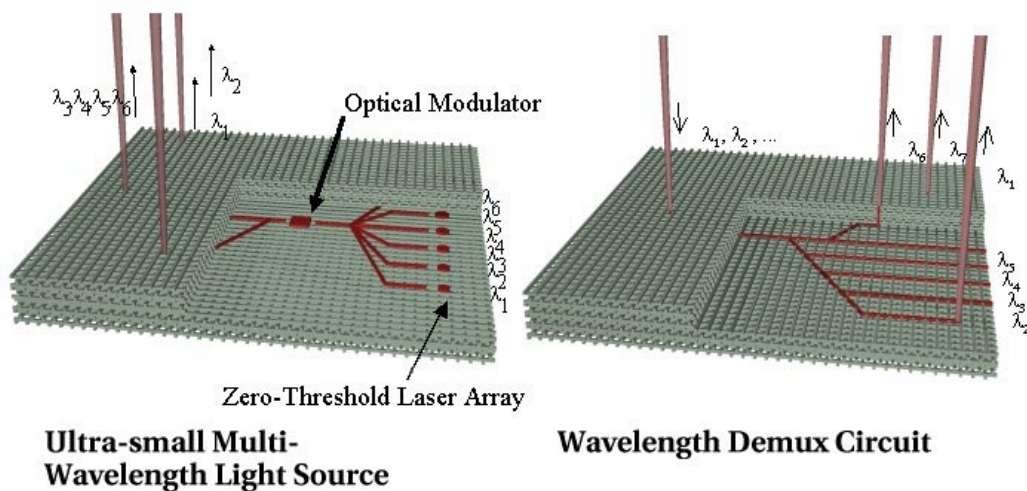 λ2
λ3λ4λ5λ6
λ1
Optical Modulator
λ6
λ5
λ4
λ3
λ2
λ1
Zero-Threshold Laser Array
Ultra-small Multi-
Wavelength Light Source
λ1, λ2 , ...
λ6
λ7
λ1
λ5
λ4
λ3
λ2
Wavelength Demux Circuit